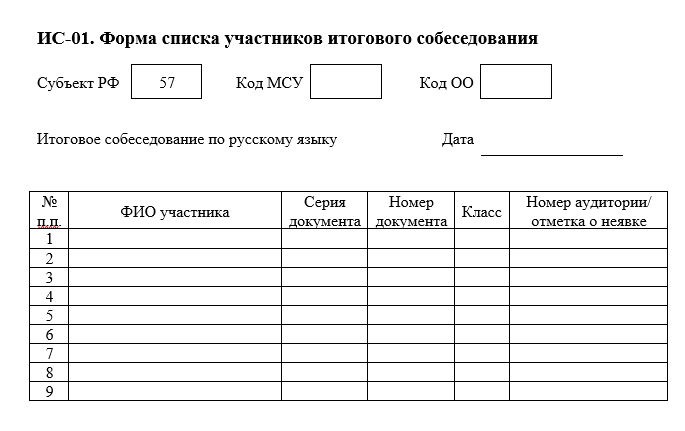 ИС-01. Форма списка участников итогового собеседования
Субъект РФ 57 Код МСУ Код ОО
Итоговое собеседование по русскому языку Дата
№ п.п. ФИО участника Серия документа Номер документа Класс Номер аудитории/ отметка о неявке
1
2
3
4
5
6
7
8
9